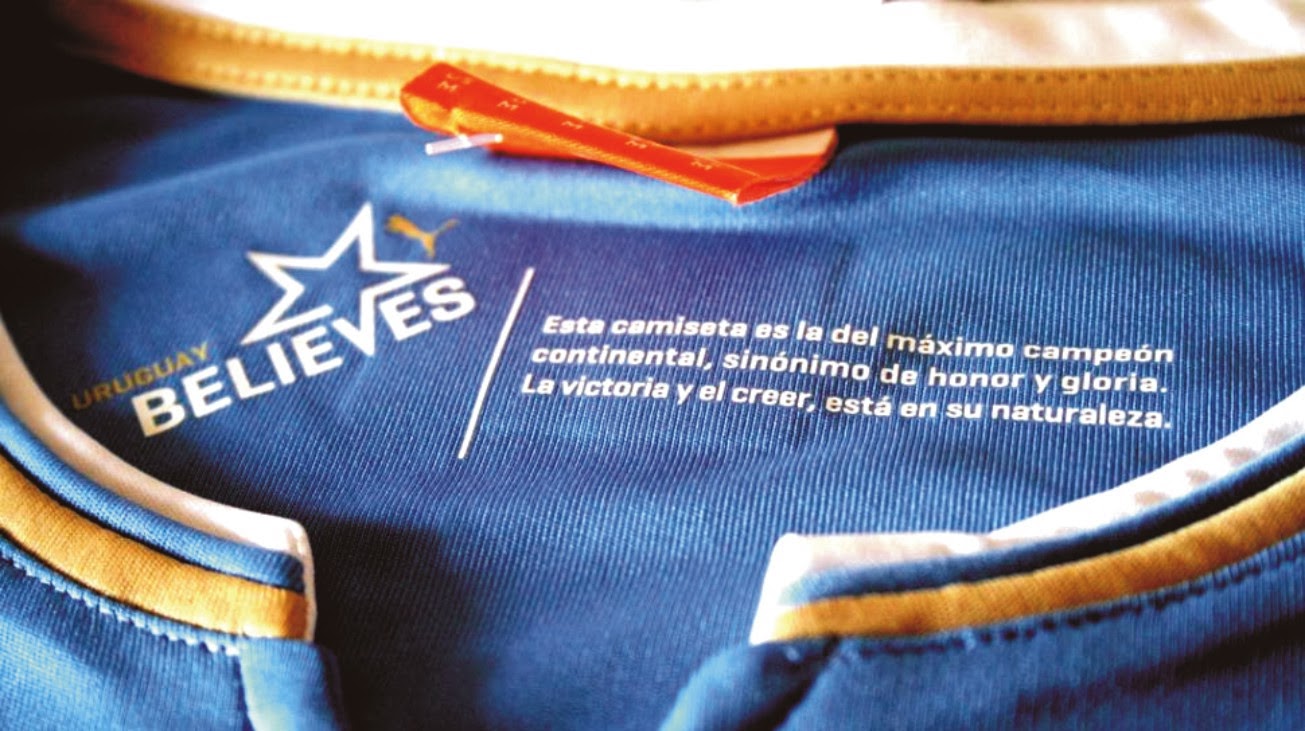 URUGUAY
BELIEVES
Esta camiseta es la del máximo campeón
continental, sinónimo de honor y gloria.
La victoria y el creer, está en su naturaleza.